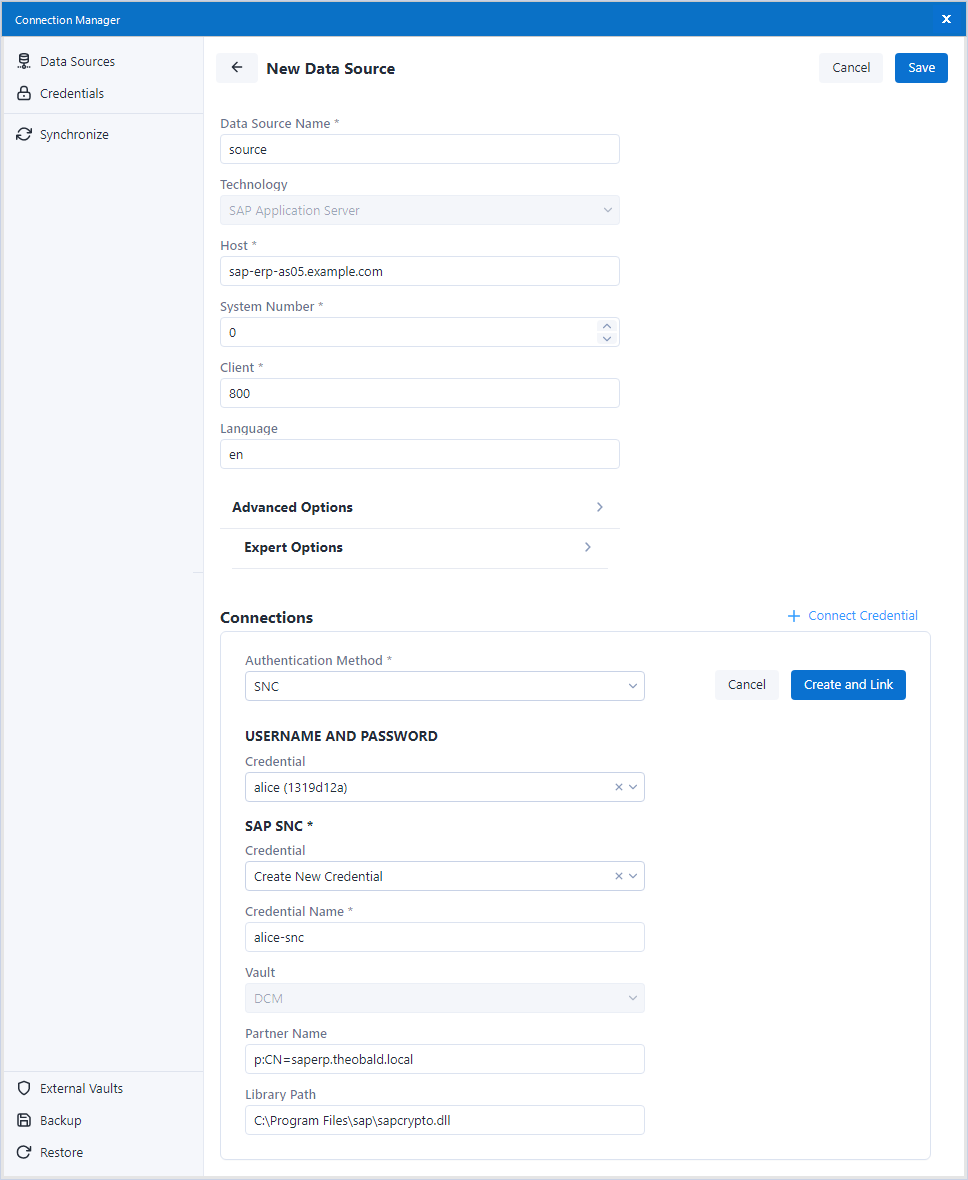 Connection Manager
Data Sources
Credentials
Synchronize
New Data Source
Cancel
Save
Data Source Name *
source
Technology
SAP Application Server
Host *
sap-erp-as05.example.com
System Number *
0
Client *
800
Language
en
Advanced Options
Expert Options
Connections
Connect Credential
Authentication Method *
SNC
Cancel
Create and Link
USERNAME AND PASSWORD
Credential
alice (1319d12a)
SAP SNC *
Credential
Create New Credential
Credential Name *
alice-snc
Vault
DCM
Partner Name
p:CN=saperp.theobald.local
Library Path
C:\Program Files\sap\sapcrypto.dll
External Vaults
Backup
Restore